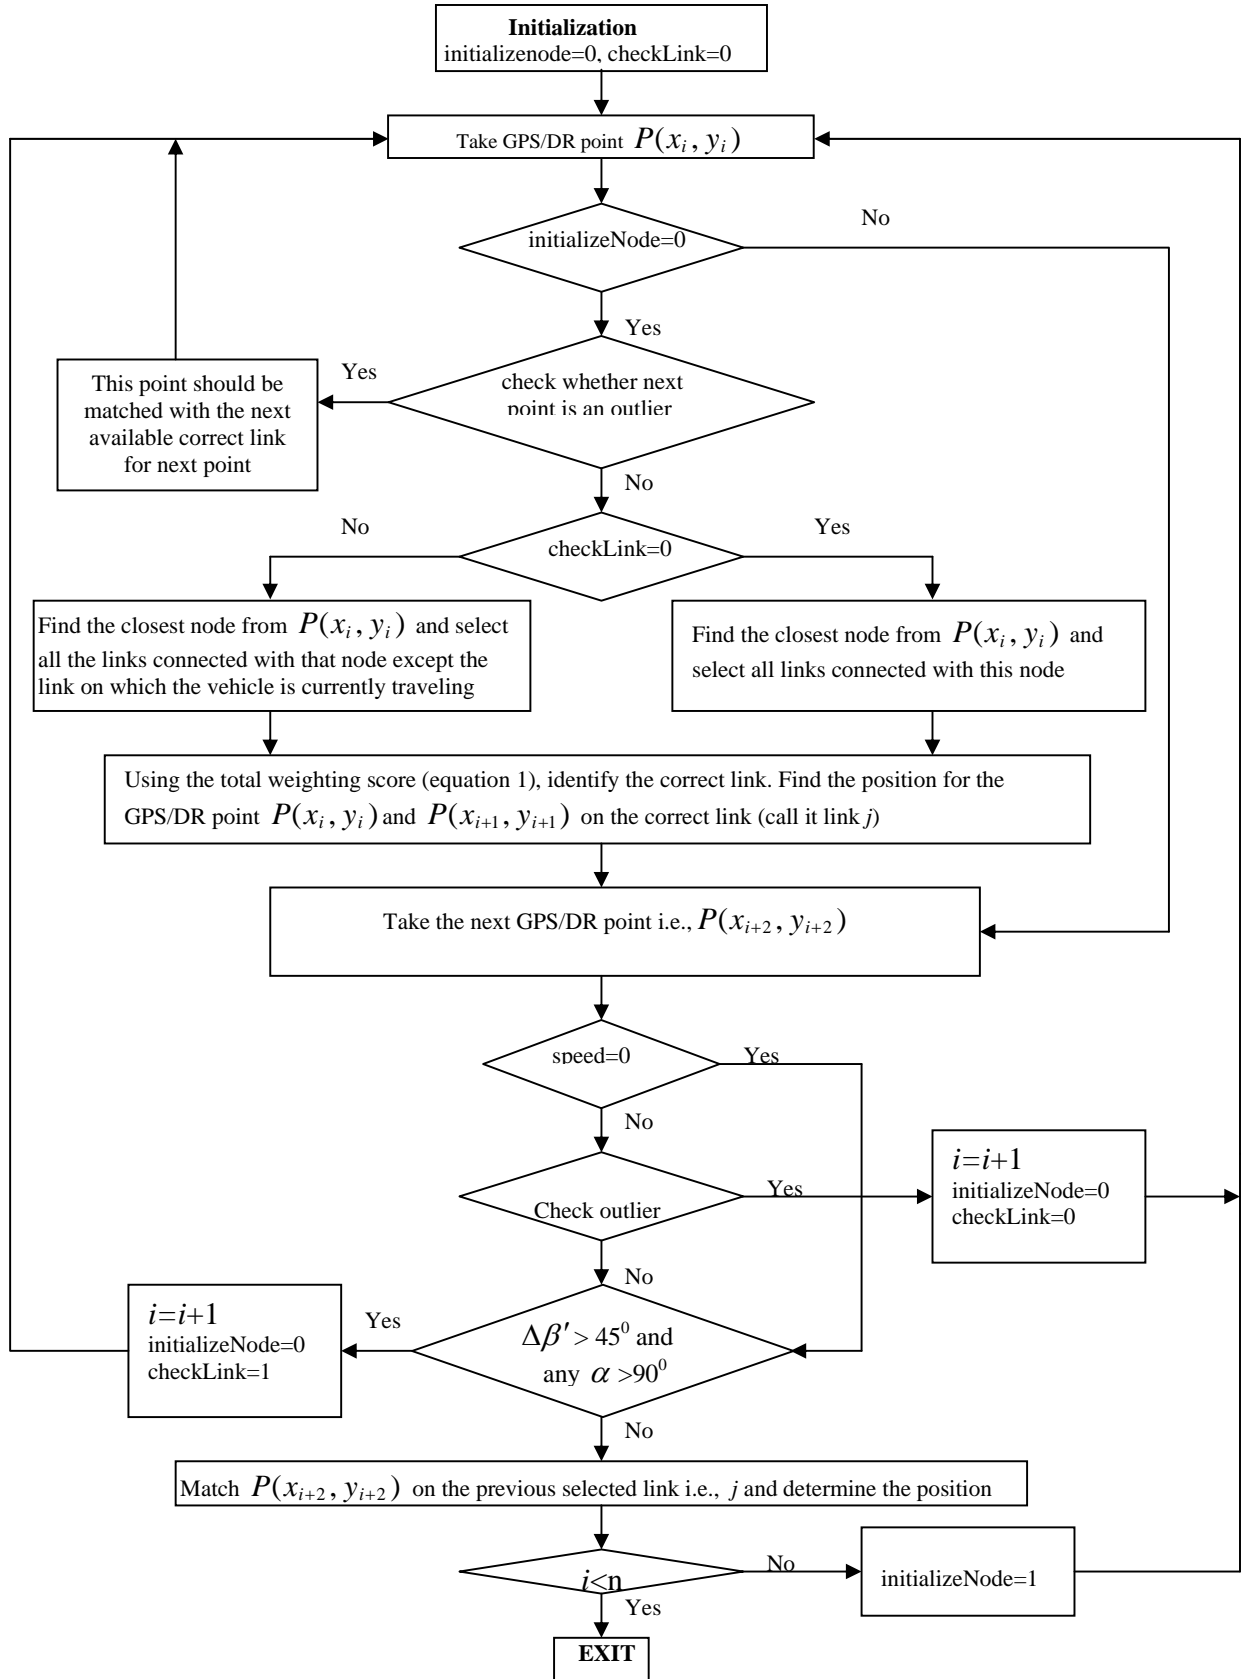 Initialization
initializenode=0, checkLink=0
Take GPS/DR point P(x_i, y_i)
initializeNode=0
No
Yes
check whether next
point is an outlier
Yes
This point should be
matched with the next
available correct link
for next point
No
checkLink=0
No
Yes
Find the closest node from P(x_i, y_i) and select
all the links connected with that node except the
link on which the vehicle is currently traveling
Find the closest node from P(x_i, y_i) and
select all links connected with this node
Using the total weighting score (equation 1), identify the correct link. Find the position for the
GPS/DR point P(x_i, y_i) and P(x_{i+1}, y_{i+1}) on the correct link (call it link j)
Take the next GPS/DR point i.e., P(x_{i+2}, y_{i+2})
speed=0
Yes
No
Check outlier
Yes
i=i+1
initializeNode=0
checkLink=0
No
Δβ′ > 45⁰ and
any α >90⁰
Yes
i=i+1
initializeNode=0
checkLink=1
No
Match P(x_{i+2}, y_{i+2}) on the previous selected link i.e., j and determine the position
i<n
No
initializeNode=1
Yes
EXIT